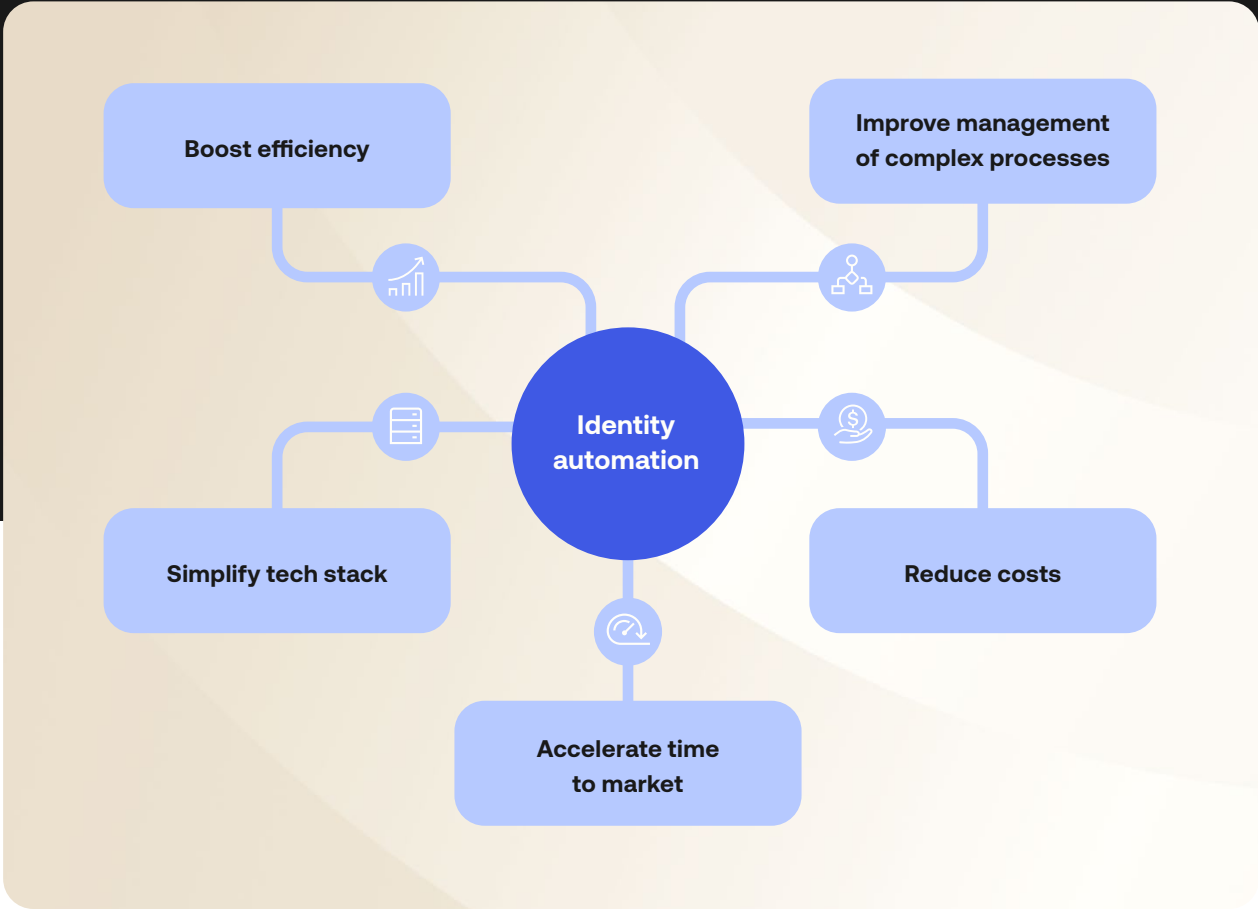 Boost efficiency
Improve management
of complex processes
Identity
automation
Simplify tech stack
Reduce costs
Accelerate time
to market